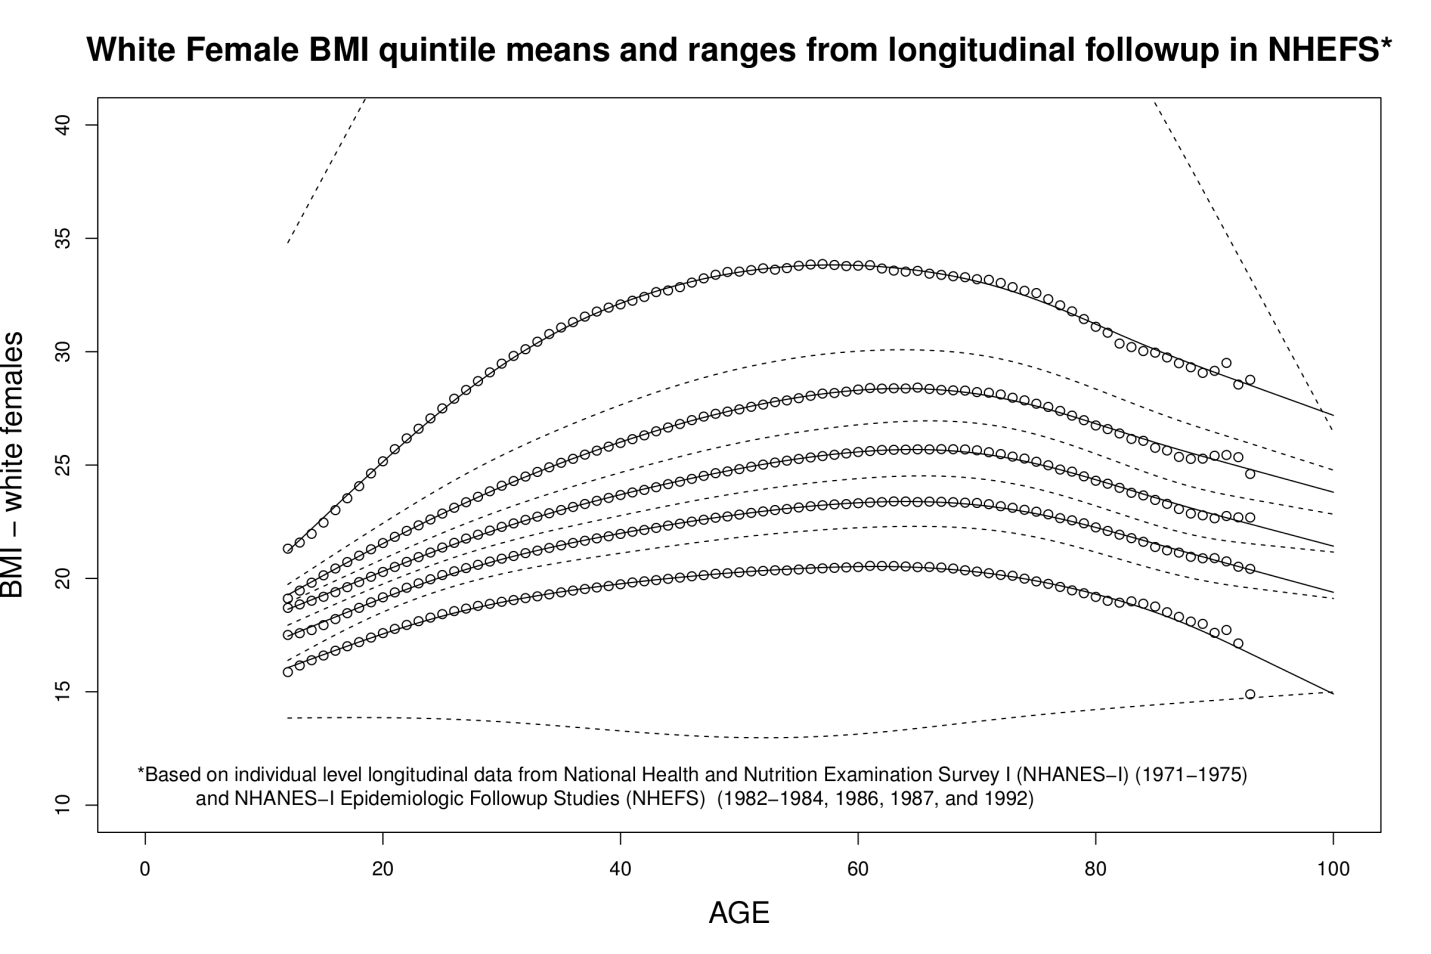 White Female BMI quintile means and ranges from longitudinal followup in NHEFS*
BMI − white females
40
35
30
25
20
15
10
*Based on individual level longitudinal data from National Health and Nutrition Examination Survey I (NHANES−I) (1971−1975)
and NHANES−I Epidemiologic Followup Studies (NHEFS)  (1982−1984, 1986, 1987, and 1992)
0 20 40 60 80 100
AGE